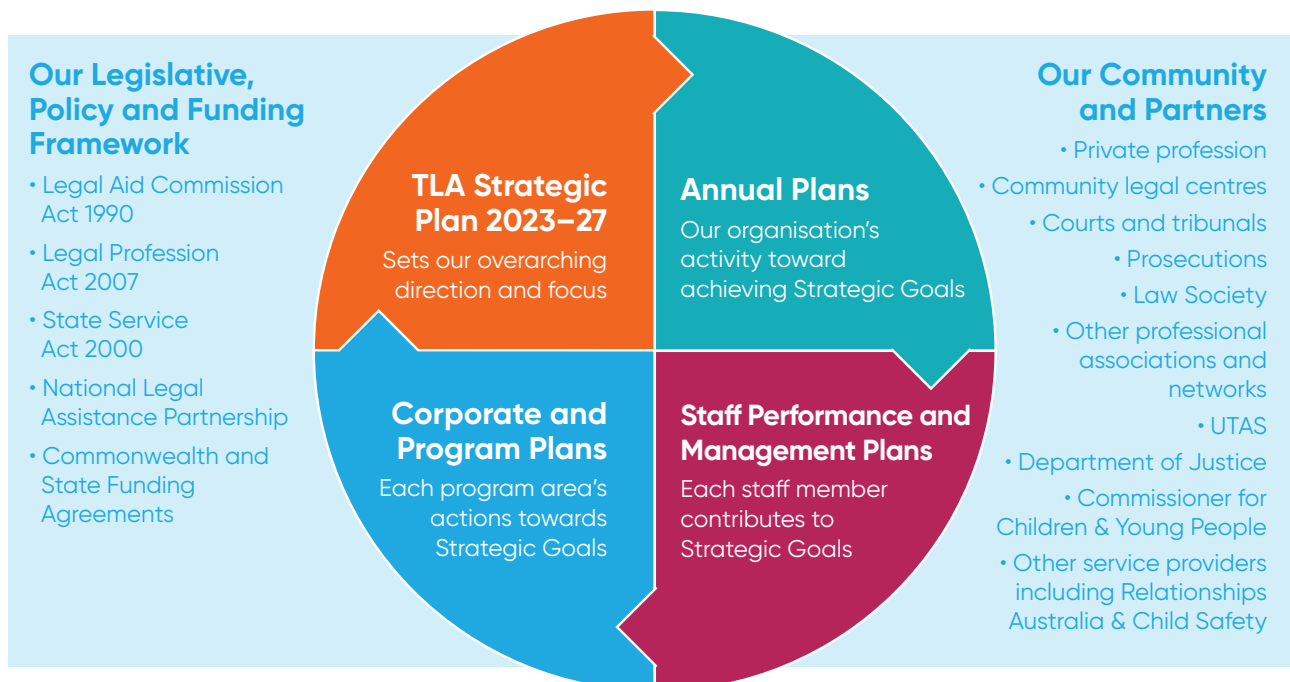 Our Legislative,
Policy and Funding
Framework
• Legal Aid Commission
Act 1990
• Legal Profession
Act 2007
• State Service
Act 2000
• National Legal
Assistance Partnership
• Commonwealth and
State Funding
Agreements
TLA Strategic
Plan 2023–27
Sets our overarching
direction and focus
Annual Plans
Our organisation’s
activity toward
achieving Strategic Goals
Corporate and
Program Plans
Each program area’s
actions towards
Strategic Goals
Staff Performance and
Management Plans
Each staff member
contributes to
Strategic Goals
Our Community
and Partners
• Private profession
• Community legal centres
• Courts and tribunals
• Prosecutions
• Law Society
• Other professional
associations and
networks
• UTAS
• Department of Justice
• Commissioner for
Children & Young People
• Other service providers
including Relationships
Australia & Child Safety